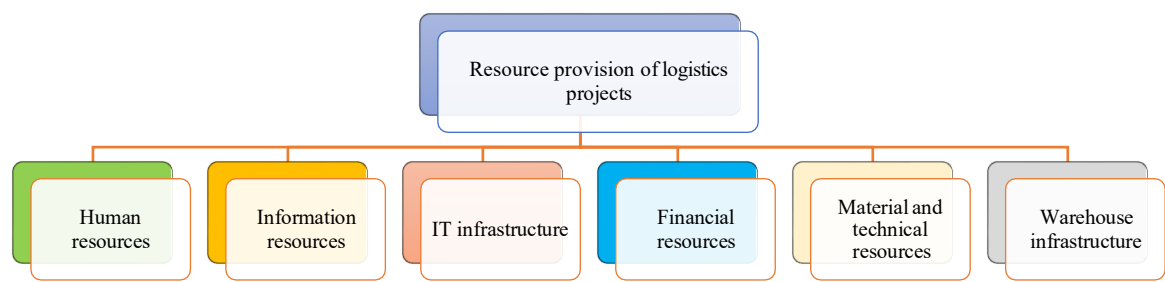 Resource provision of logistics
projects
Human
resources
Information
resources
IT infrastructure
Financial
resources
Material and
technical
resources
Warehouse
infrastructure